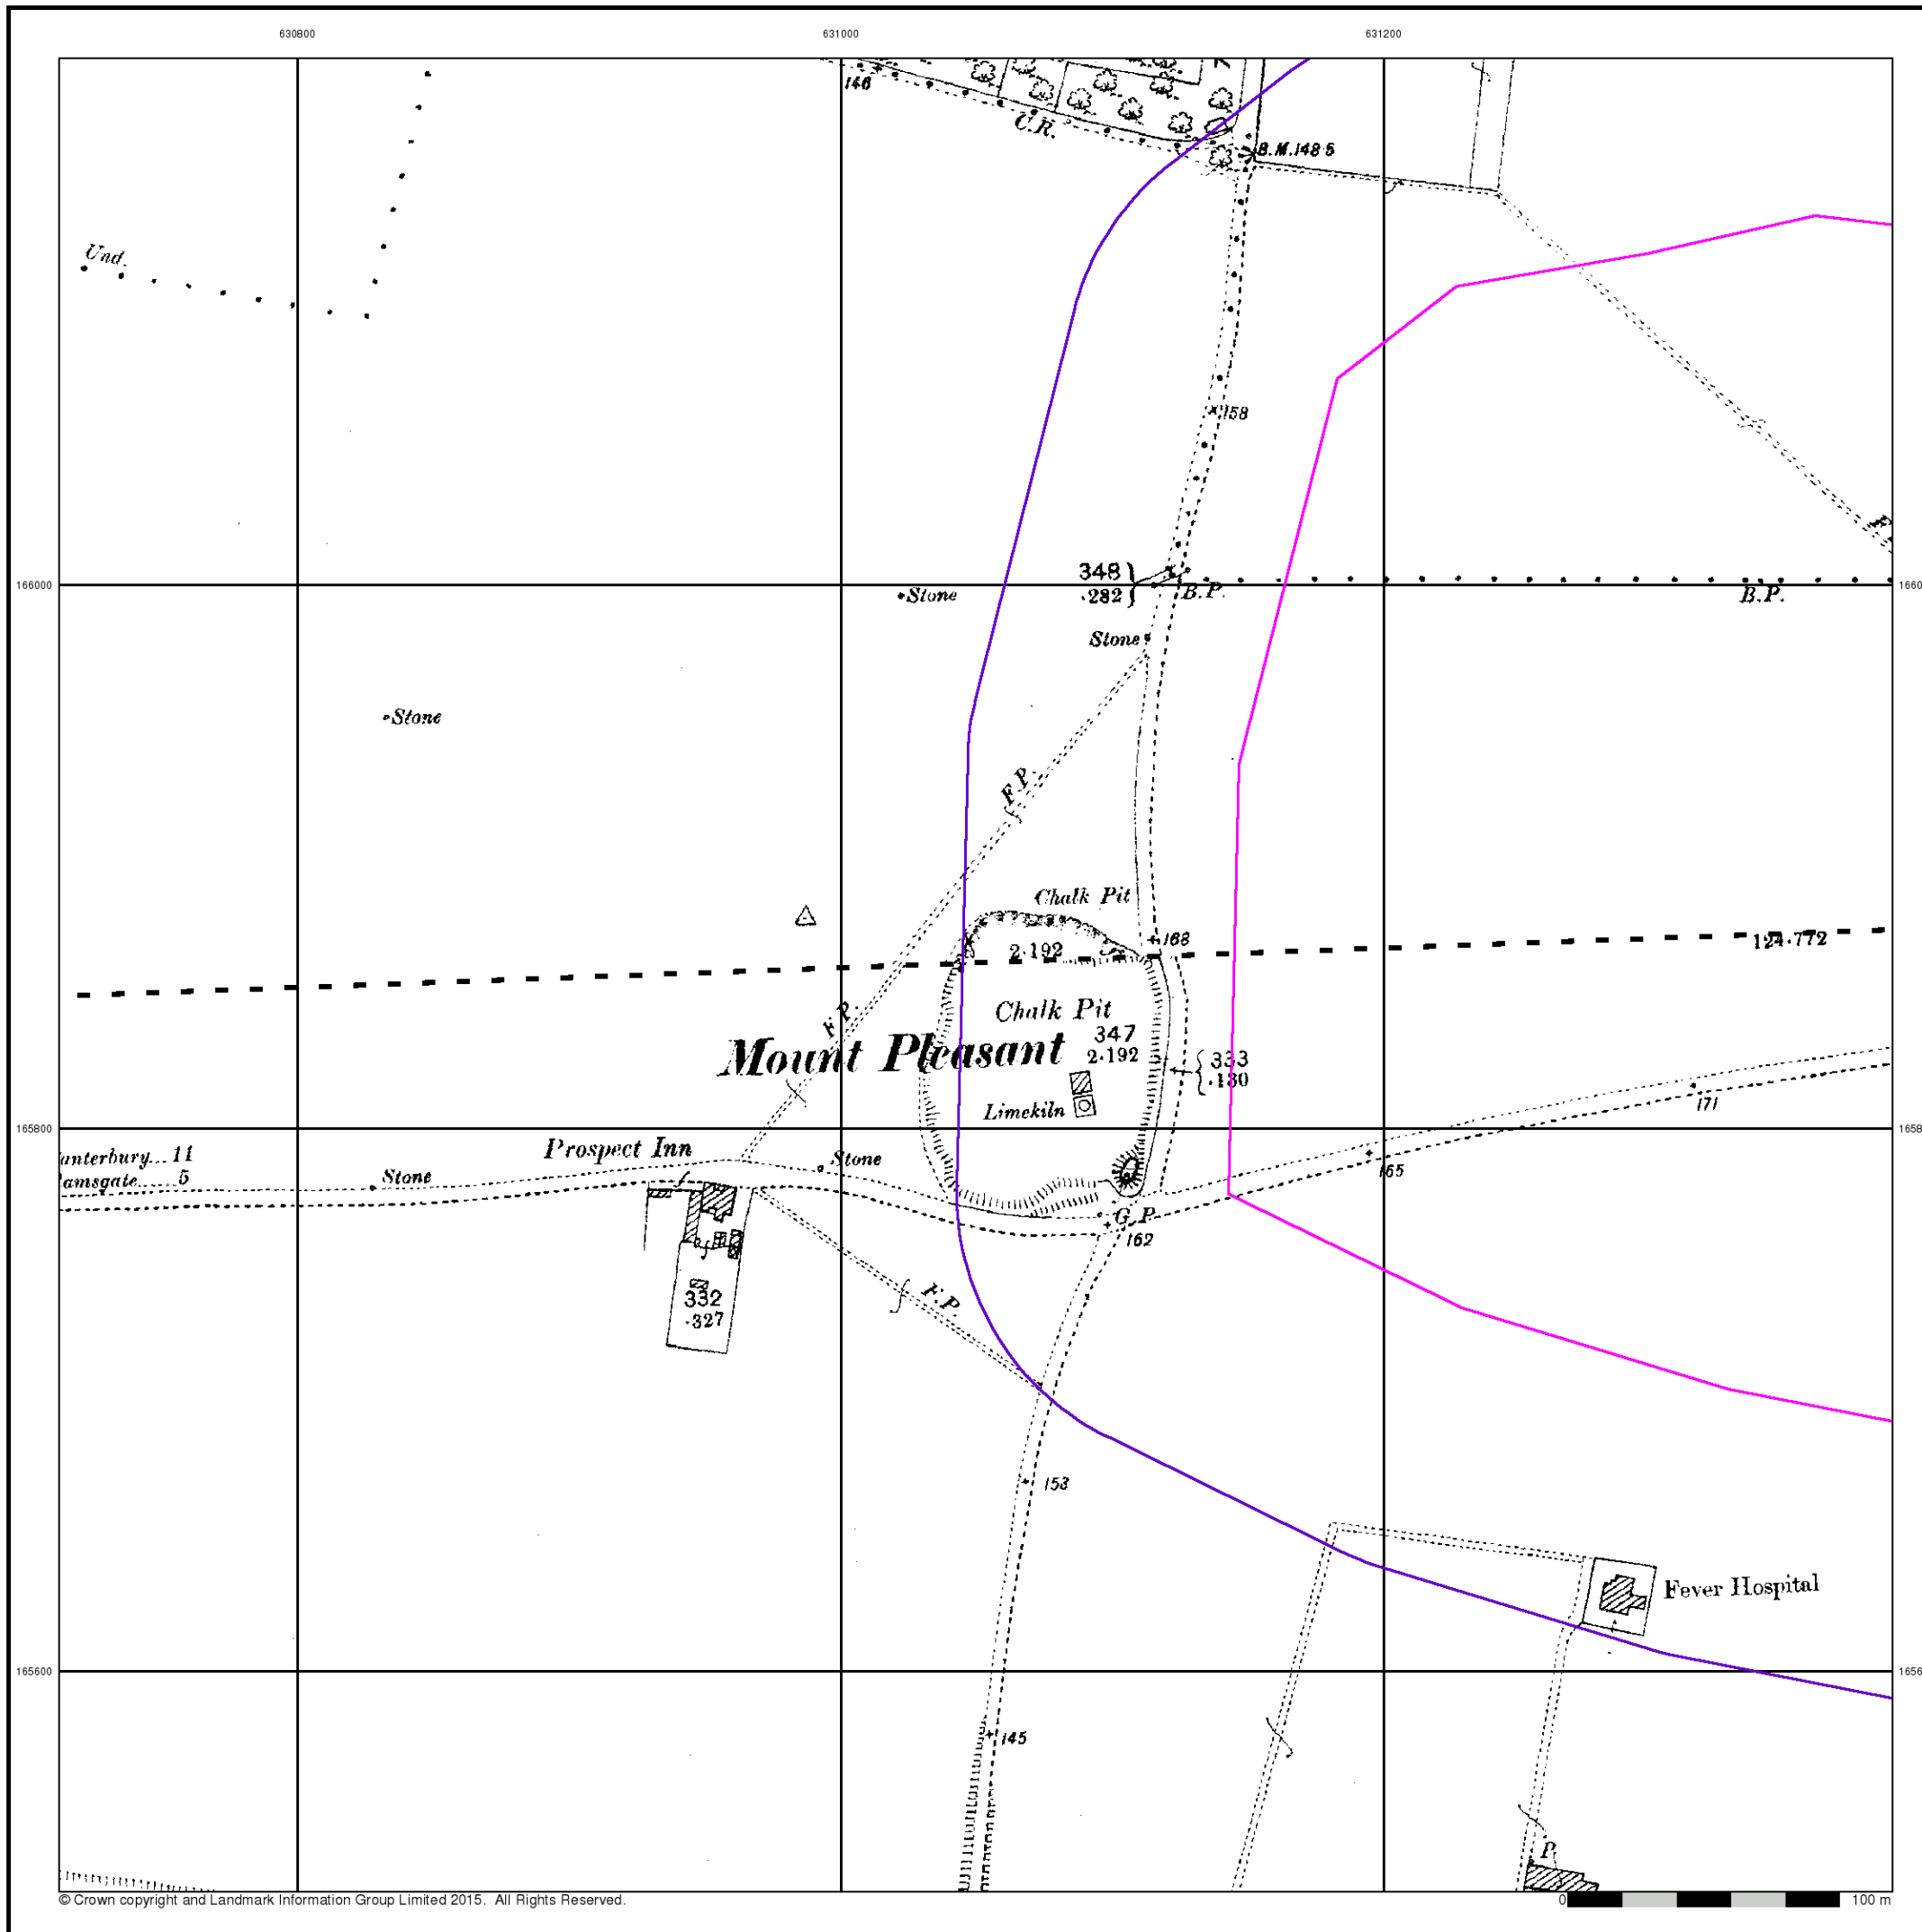 630800
631000
631200
146
C.R.
B.M.148·5
Und.
×158
166000
348
·282
B.P.
B.P.
Stone
Stone
Stone
F.P.
Chalk Pit
168
2·192
124·772
F.P.
Chalk Pit
Mount Pleasant
347
2·192
333
·130
Limekiln
171
165800
Prospect Inn
Stone
165
anterbury...11
amsgate......5
Stone
G.P.
162
F.P.
332
·327
153
Fever Hospital
165600
145
P.
© Crown copyright and Landmark Information Group Limited 2015. All Rights Reserved.
0
100 m